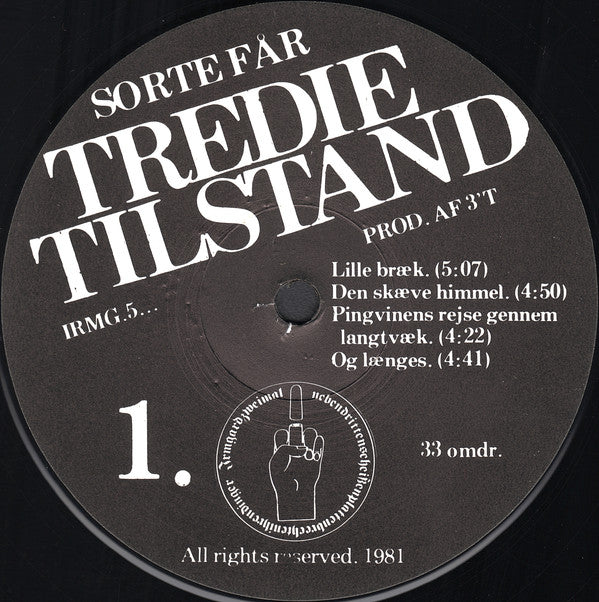 SORTE FÅR
TREDIE
TILSTAND
PROD. AF 3'T
IRMG.5...
Lille bræk. (5:07)
Den skæve himmel. (4:50)
Pingvinens rejse gennem
langtvæk. (4:22)
Og længes. (4:41)
1.
33 omdr.
Irmgardzweimal
All rights reserved. 1981